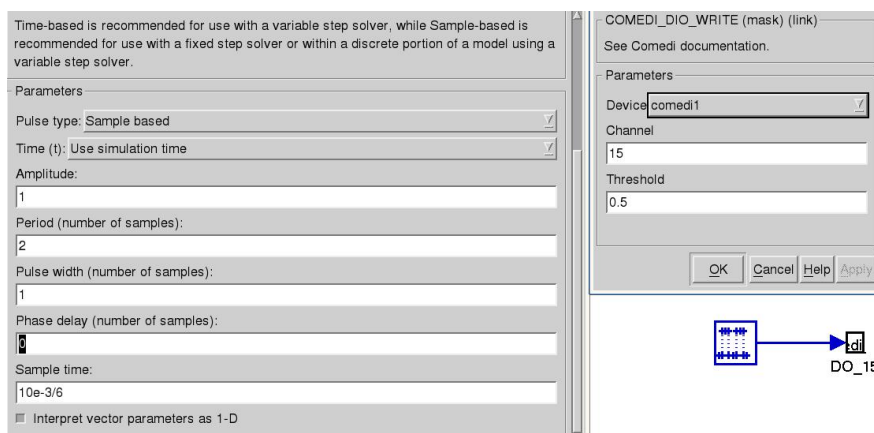 Time-based is recommended for use with a variable step solver, while Sample-based is
recommended for use with a fixed step solver or within a discrete portion of a model using a
variable step solver.
Parameters
Pulse type: Sample based
Time (t): Use simulation time
Amplitude:
1
Period (number of samples):
2
Pulse width (number of samples):
1
Phase delay (number of samples):
0
Sample time:
10e-3/6
Interpret vector parameters as 1-D
COMEDI_DIO_WRITE (mask) (link)
See Comedi documentation.
Parameters
Device comedi1
Channel
15
Threshold
0.5
OK Cancel Help Apply
edi_
DO_15